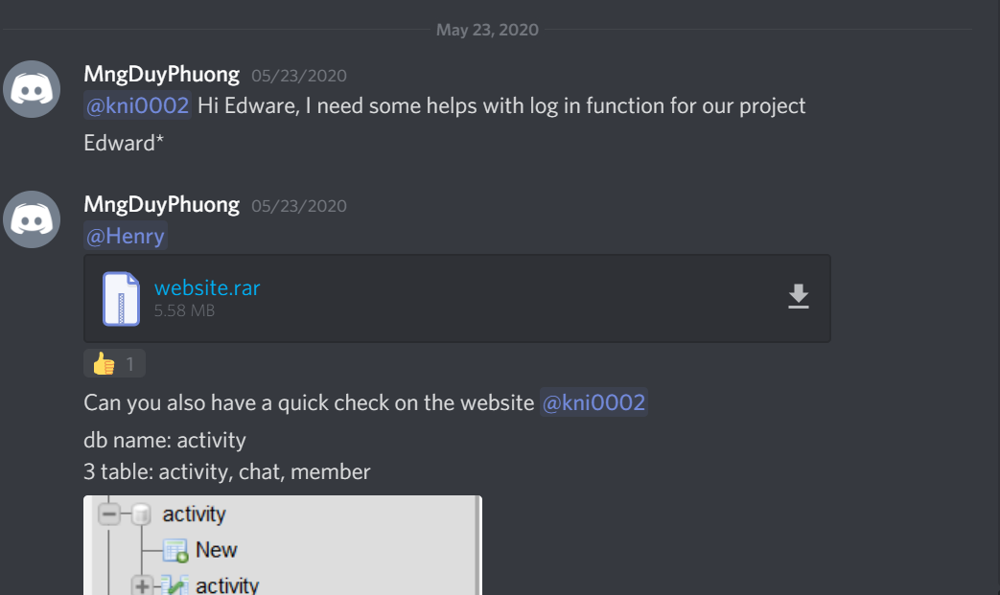 May 23, 2020
MngDuyPhuong 05/23/2020
@kni0002 Hi Edware, I need some helps with log in function for our project
Edward*
MngDuyPhuong 05/23/2020
@Henry
website.rar
5.58 MB
👍 1
Can you also have a quick check on the website @kni0002
db name: activity
3 table: activity, chat, member
activity
New
activity